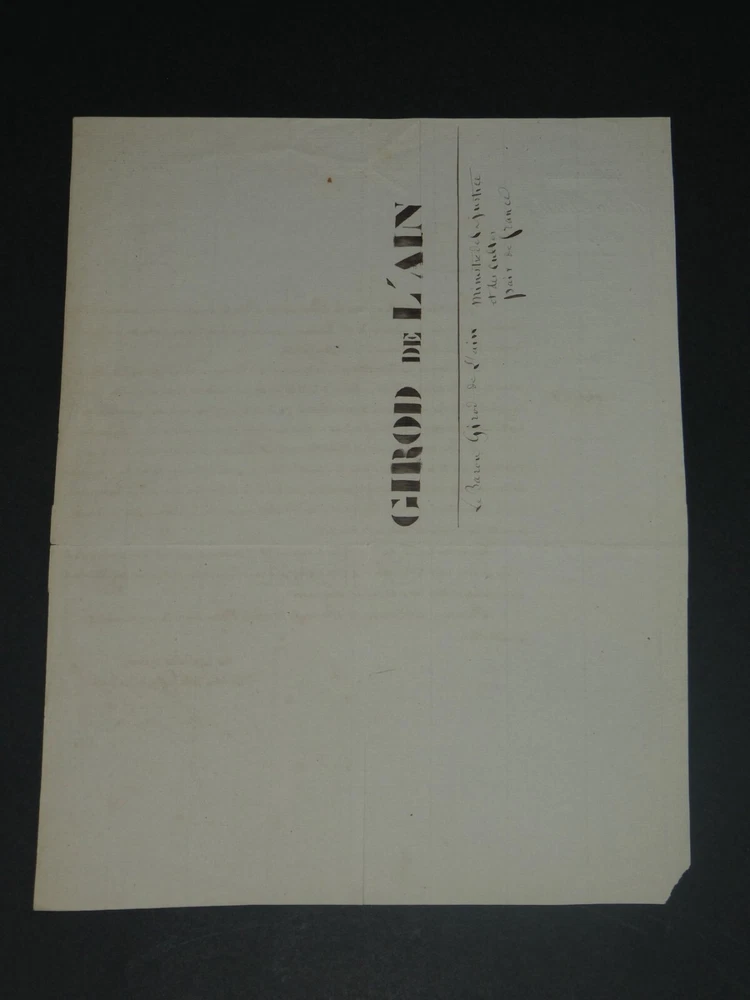 GIROD DE L'AIN
Le Baron Girod de L'ain Ministre de la justice
et des cultes
pair de france